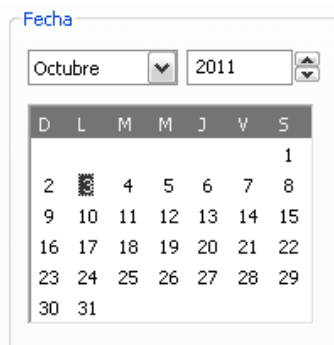 Fecha
Octubre 2011
D L M M J V S
1
2 3 4 5 6 7 8
9 10 11 12 13 14 15
16 17 18 19 20 21 22
23 24 25 26 27 28 29
30 31